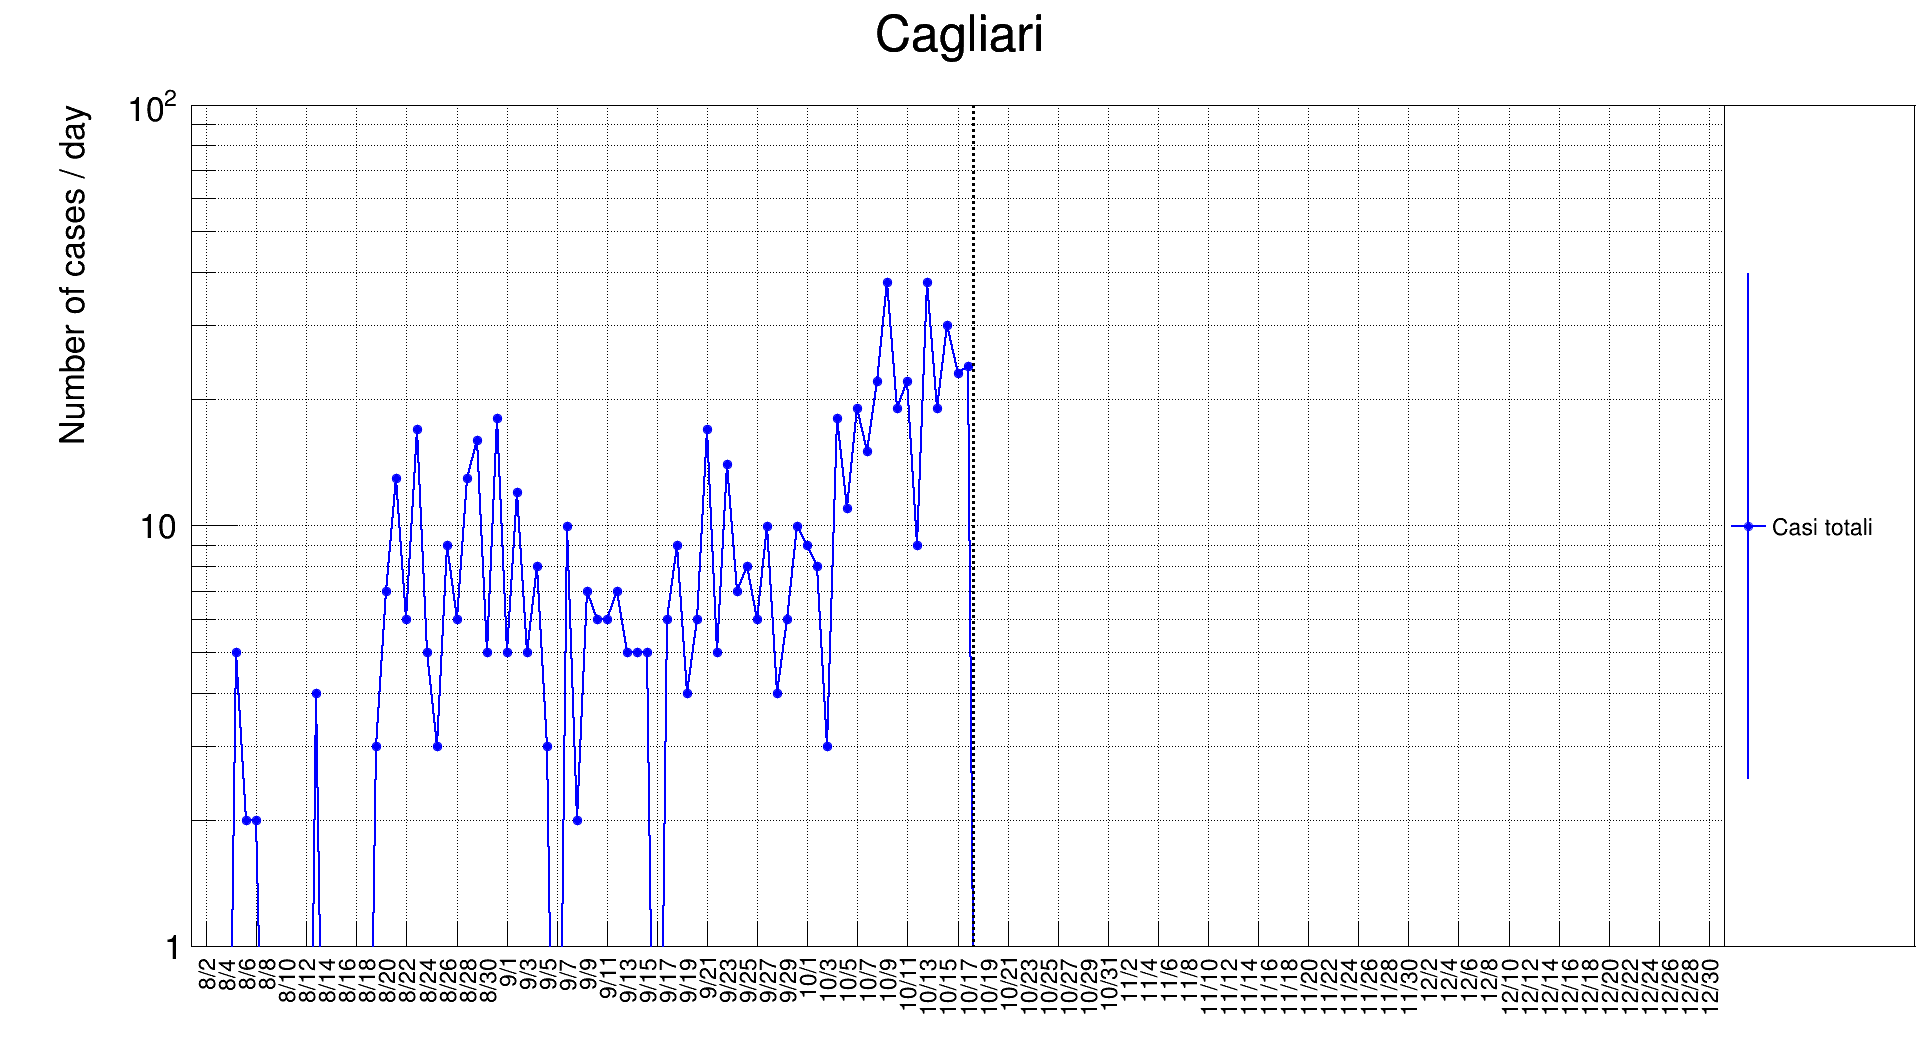 Cagliari
Number of cases / day
10²
10
1
8/2 8/4 8/6 8/8 8/10 8/12 8/14 8/16 8/18 8/20 8/22 8/24 8/26 8/28 8/30 9/1 9/3 9/5 9/7 9/9 9/11 9/13 9/15 9/17 9/19 9/21 9/23 9/25 9/27 9/29 10/1 10/3 10/5 10/7 10/9 10/11 10/13 10/15 10/17 10/19 10/21 10/23 10/25 10/27 10/29 10/31 11/2 11/4 11/6 11/8 11/10 11/12 11/14 11/16 11/18 11/20 11/22 11/24 11/26 11/28 11/30 12/2 12/4 12/6 12/8 12/10 12/12 12/14 12/16 12/18 12/20 12/22 12/24 12/26 12/28 12/30
Casi totali